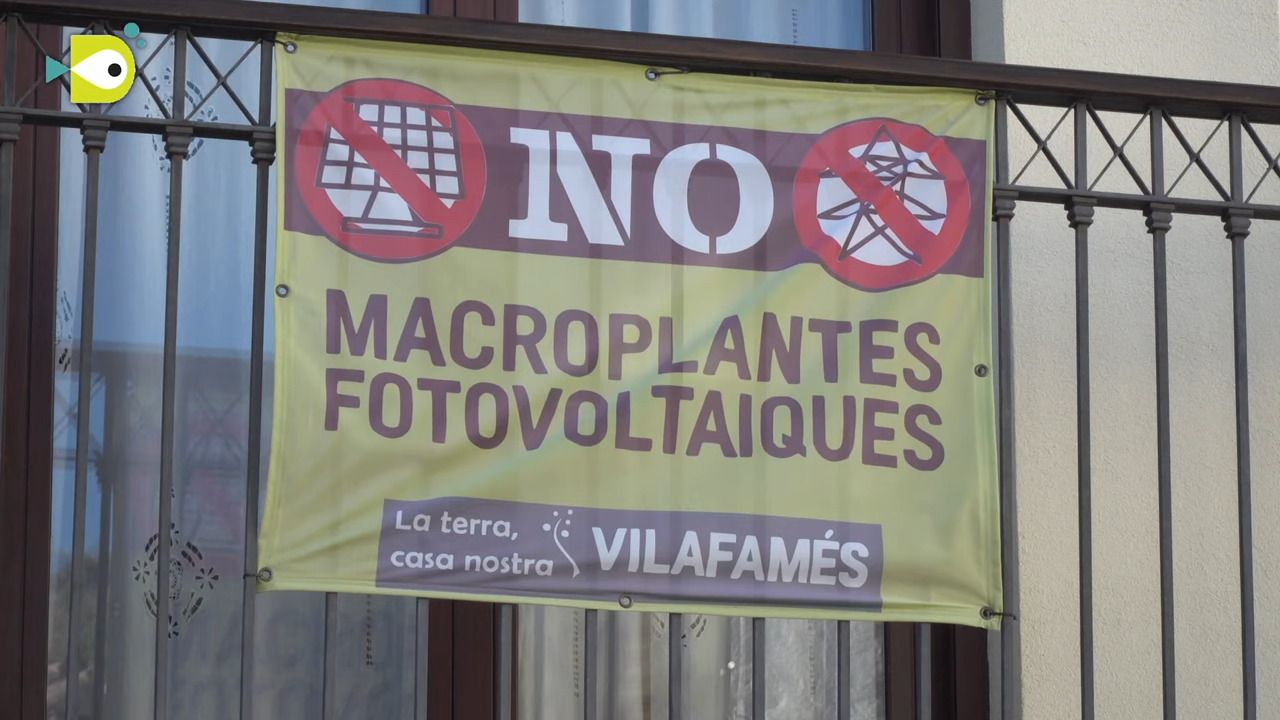 NO
MACROPLANTES
FOTOVOLTAIQUES
La terra,
casa nostra
VILAFAMÉS